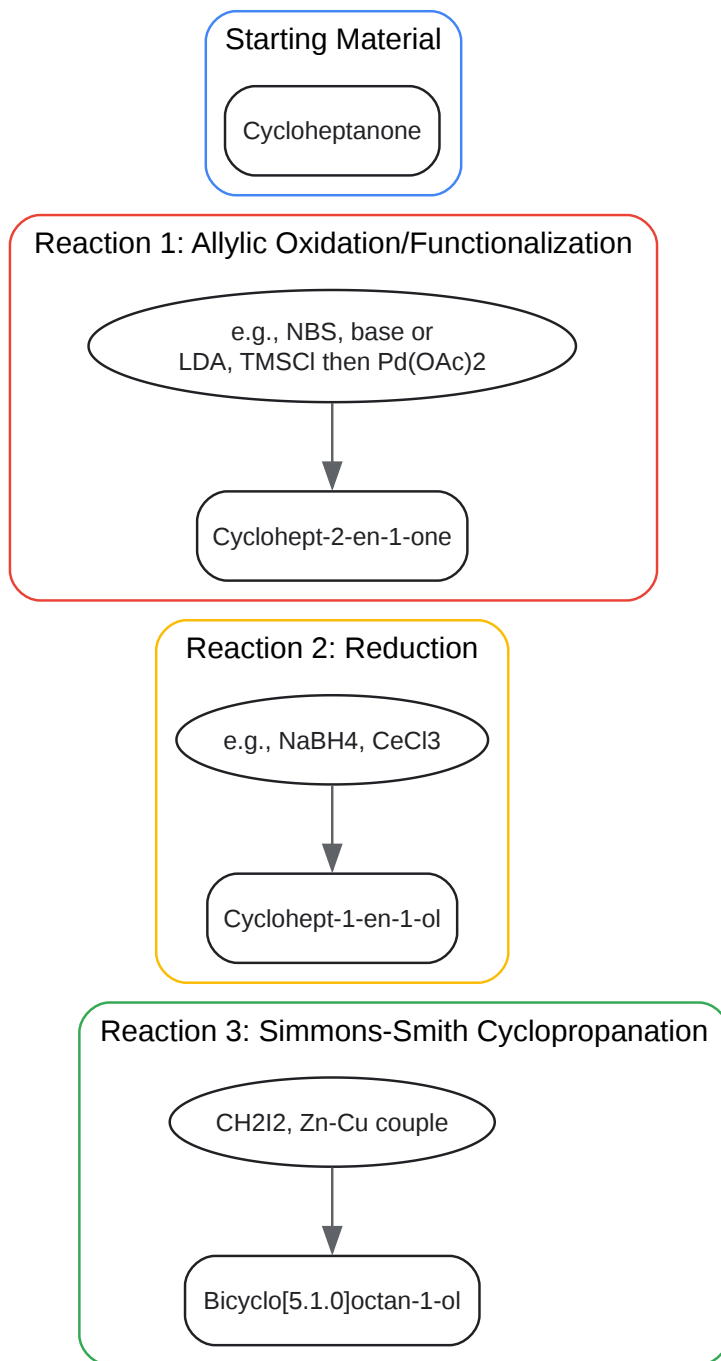 Starting Material
Cycloheptanone
Reaction 1: Allylic Oxidation/Functionalization
e.g., NBS, base or
LDA, TMSCl then Pd(OAc)2
Cyclohept-2-en-1-one
Reaction 2: Reduction
e.g., NaBH4, CeCl3
Cyclohept-1-en-1-ol
Reaction 3: Simmons-Smith Cyclopropanation
CH2I2, Zn-Cu couple
Bicyclo[5.1.0]octan-1-ol